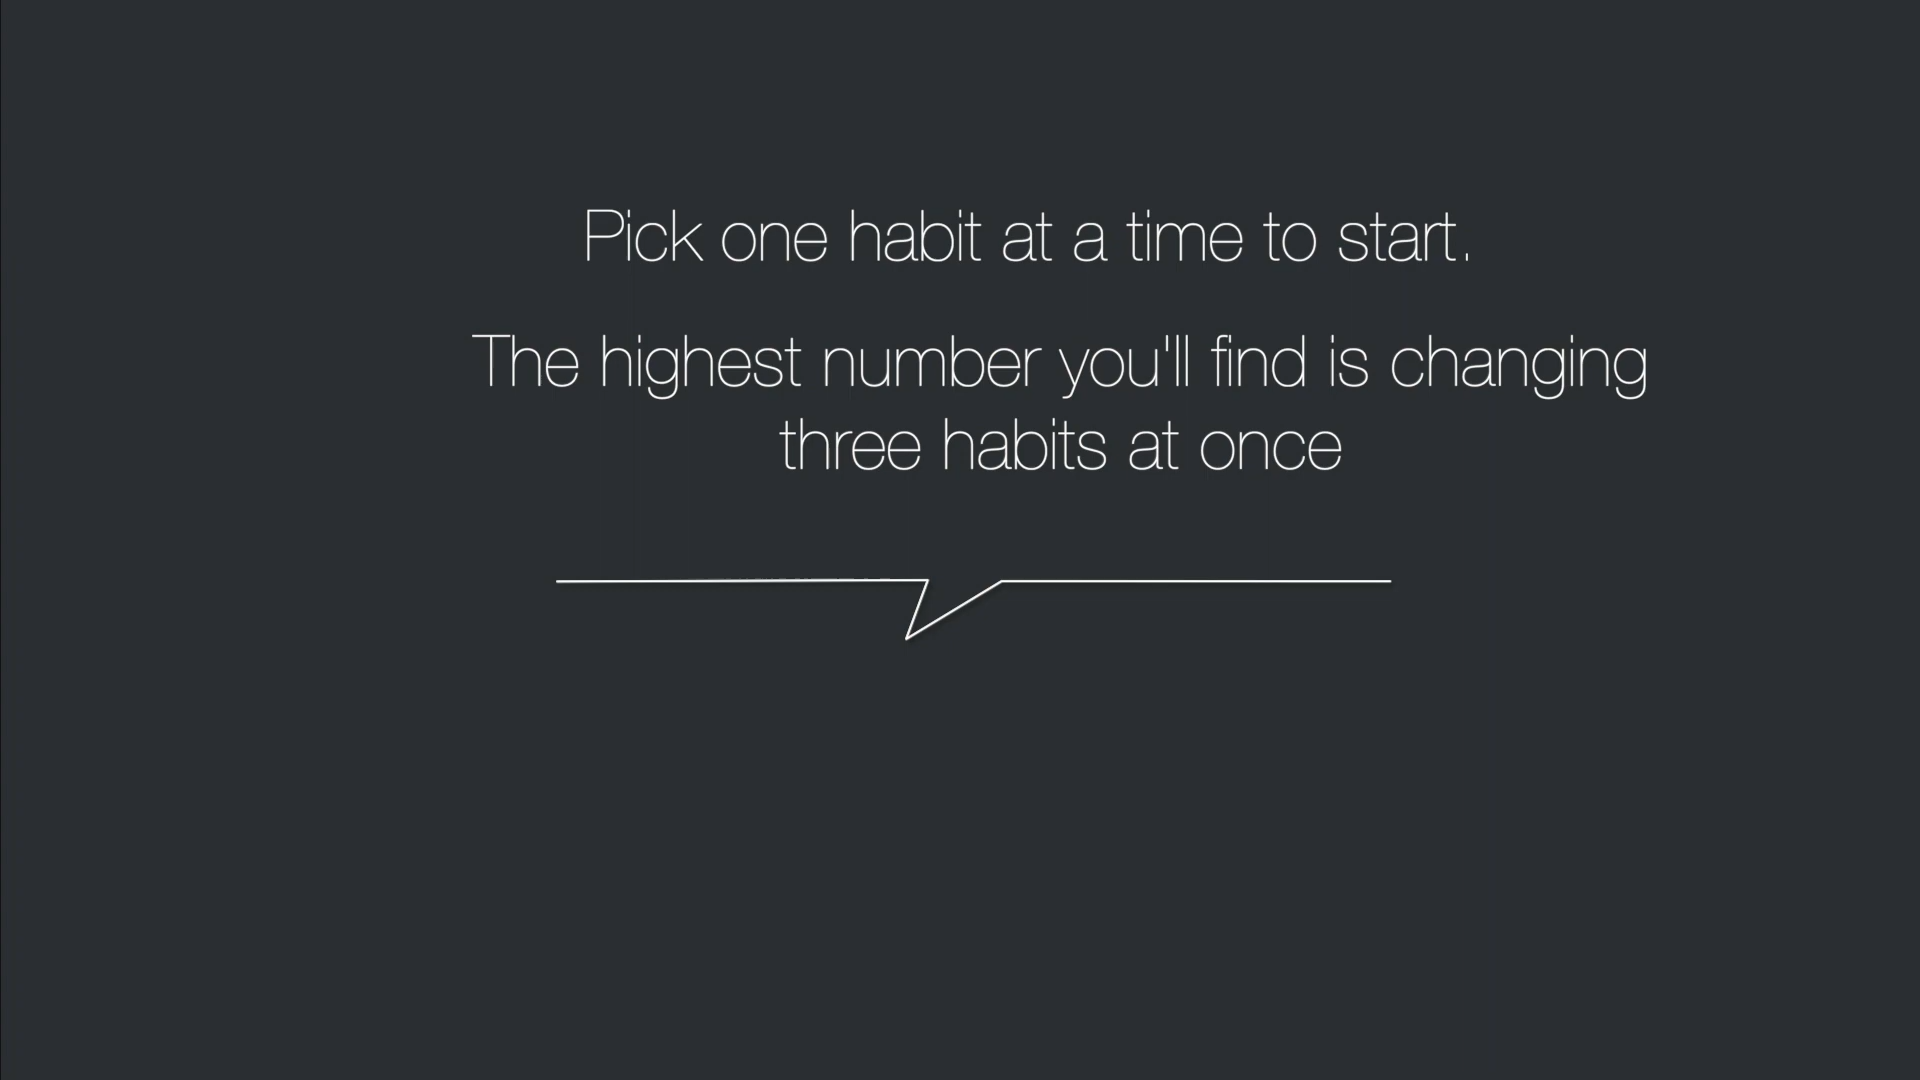 Pick one habit at a time to start.
The highest number you'll find is changing
three habits at once